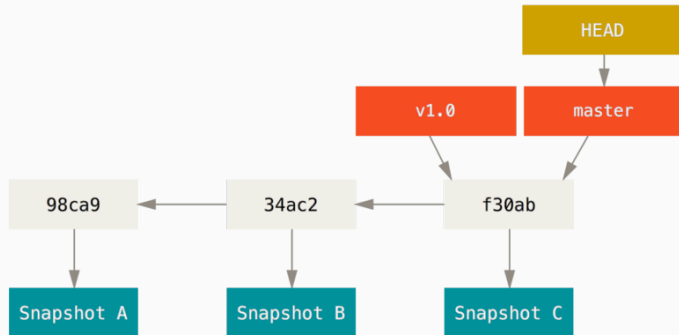 HEAD
v1.0
master
98ca9
34ac2
f30ab
Snapshot A
Snapshot B
Snapshot C